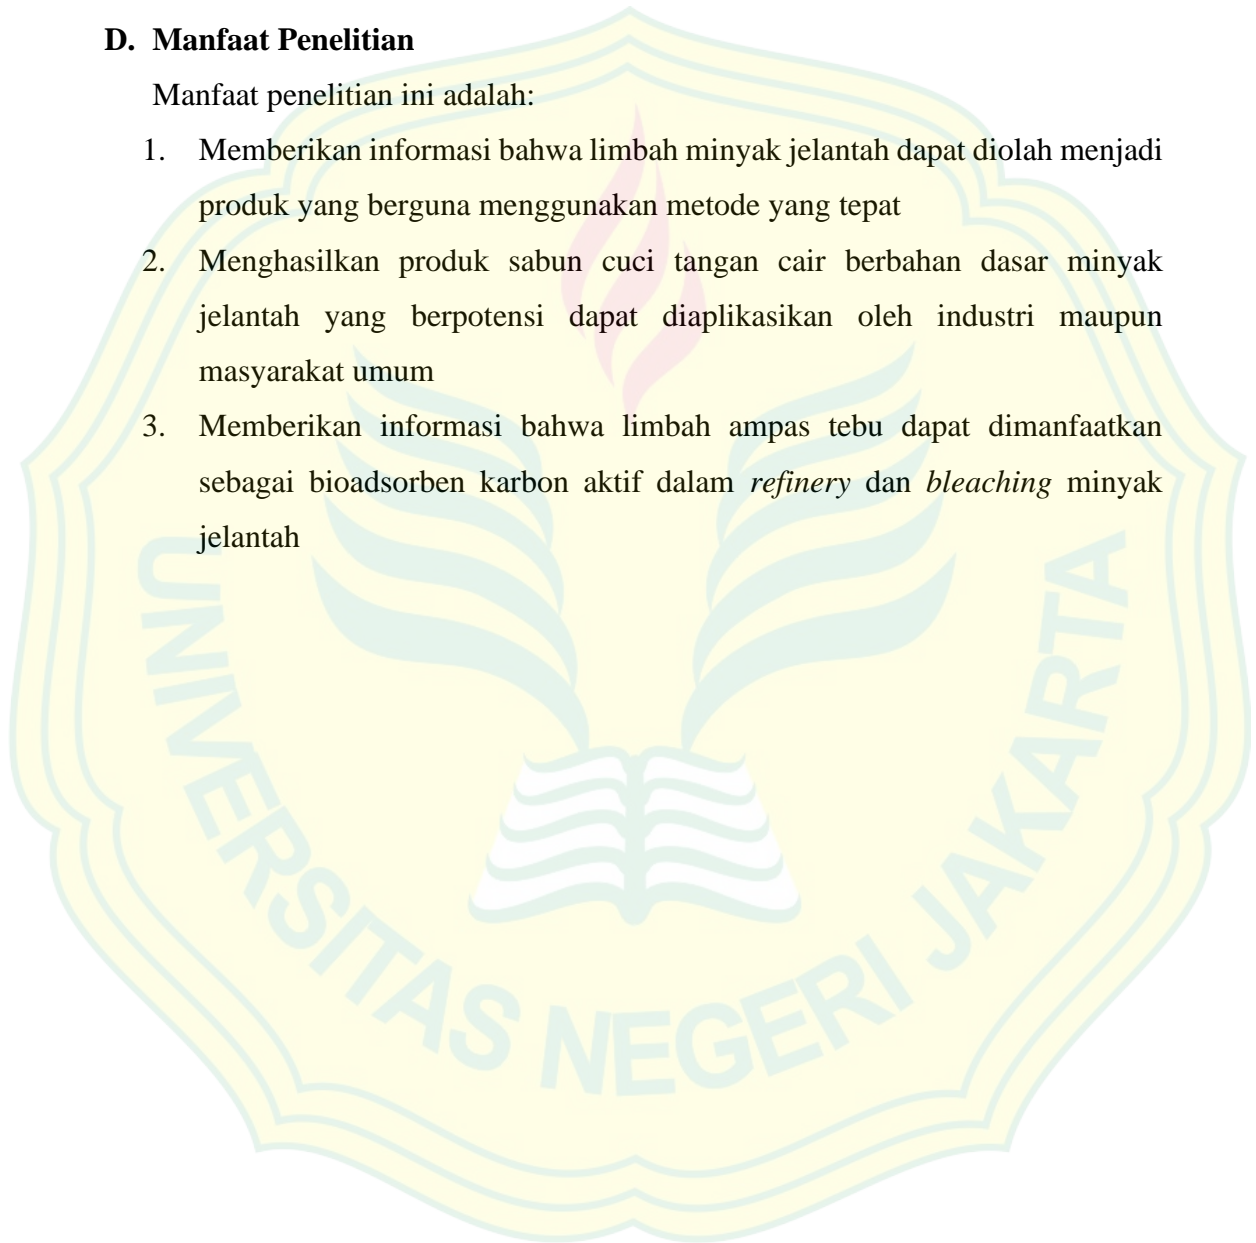 D. Manfaat Penelitian
Manfaat penelitian ini adalah:
1. Memberikan informasi bahwa limbah minyak jelantah dapat diolah menjadi
produk yang berguna menggunakan metode yang tepat
2. Menghasilkan produk sabun cuci tangan cair berbahan dasar minyak
jelantah yang berpotensi dapat diaplikasikan oleh industri maupun
masyarakat umum
3. Memberikan informasi bahwa limbah ampas tebu dapat dimanfaatkan
sebagai bioadsorben karbon aktif dalam refinery dan bleaching minyak
jelantah
UNIVERSITAS NEGERI JAKARTA